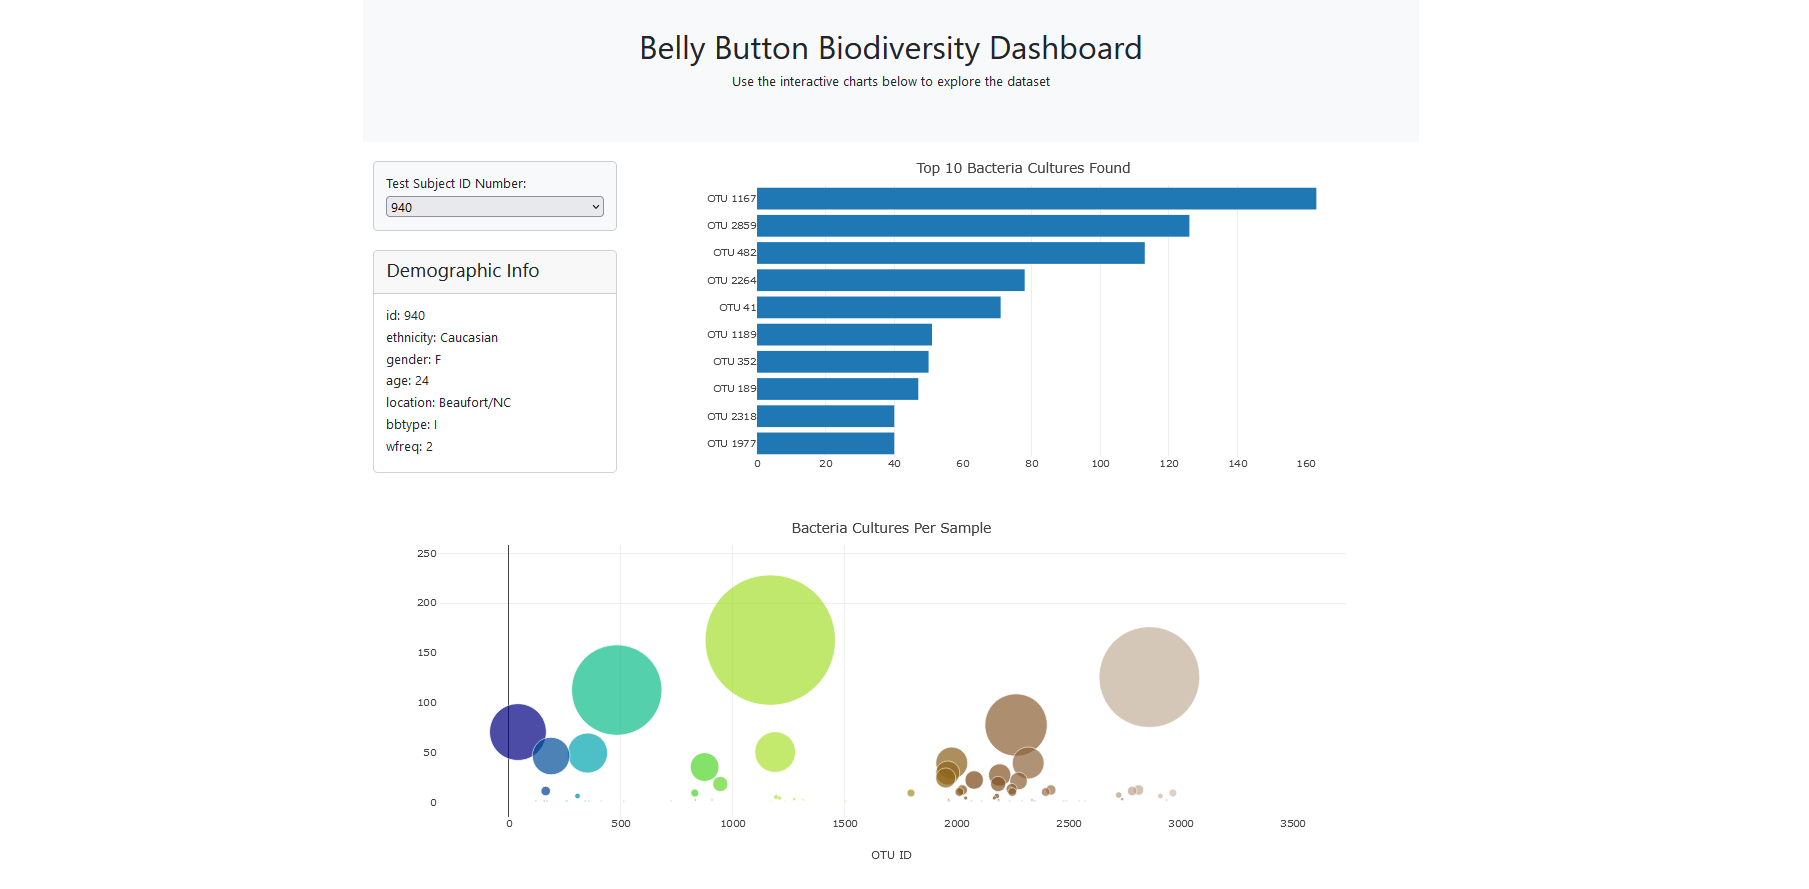 Belly Button Biodiversity Dashboard
Use the interactive charts below to explore the dataset
Test Subject ID Number:
940
Demographic Info
id: 940
ethnicity: Caucasian
gender: F
age: 24
location: Beaufort/NC
bbtype: I
wfreq: 2
Top 10 Bacteria Cultures Found
OTU 1167
OTU 2859
OTU 482
OTU 2264
OTU 41
OTU 1189
OTU 352
OTU 189
OTU 2318
OTU 1977
0 20 40 60 80 100 120 140 160
Bacteria Cultures Per Sample
250
200
150
100
50
0
0 500 1000 1500 2000 2500 3000 3500
OTU ID